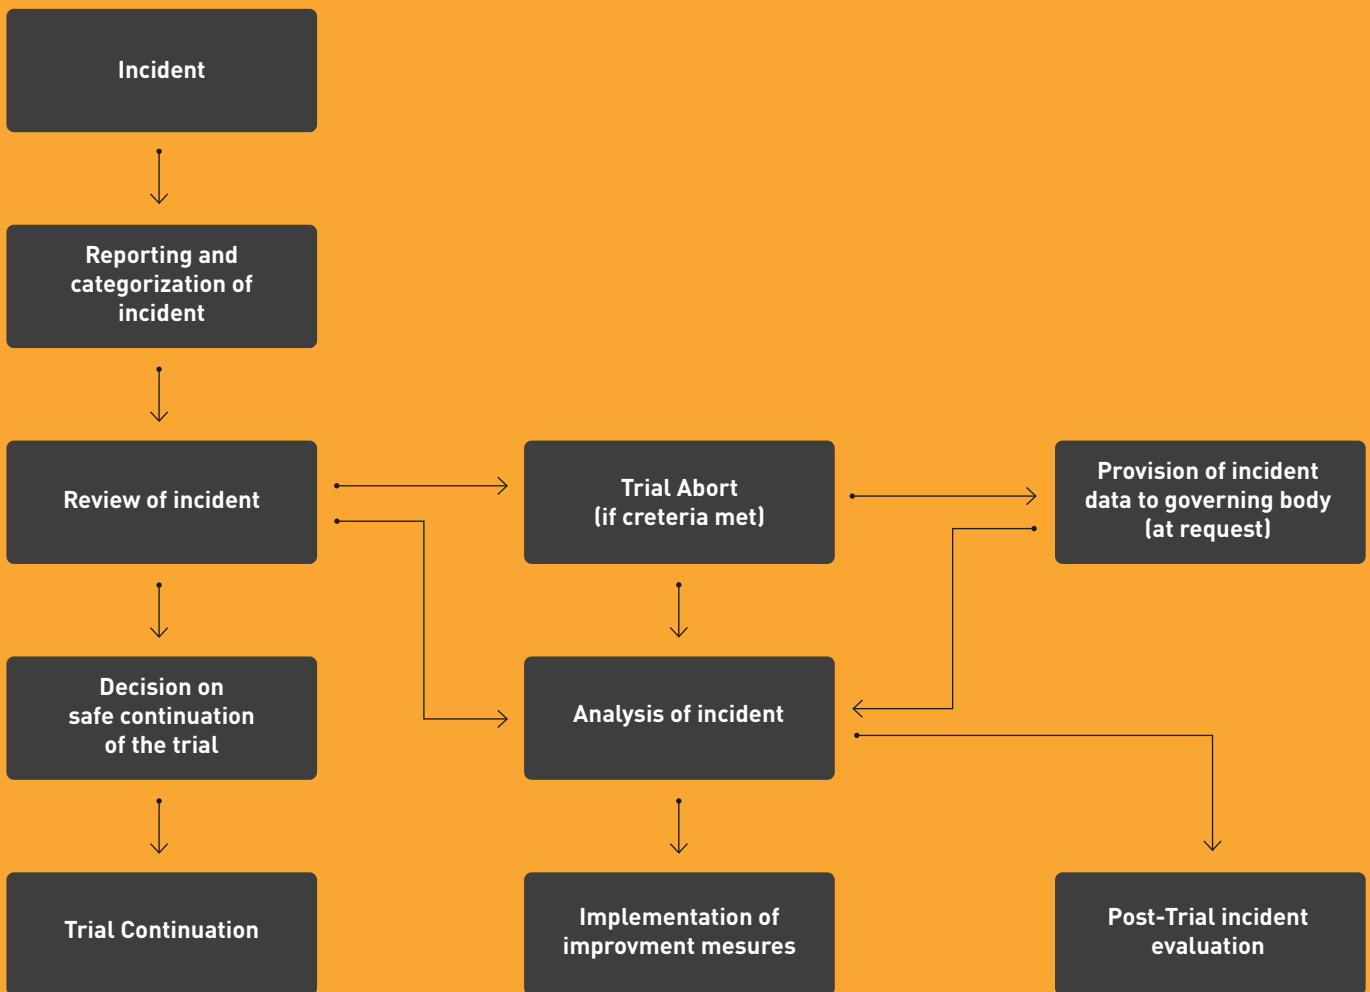 Incident
Reporting and
categorization of
incident
Review of incident
Trial Abort
(if creteria met)
Provision of incident
data to governing body
(at request)
Decision on
safe continuation
of the trial
Analysis of incident
Trial Continuation
Implementation of
improvment mesures
Post-Trial incident
evaluation